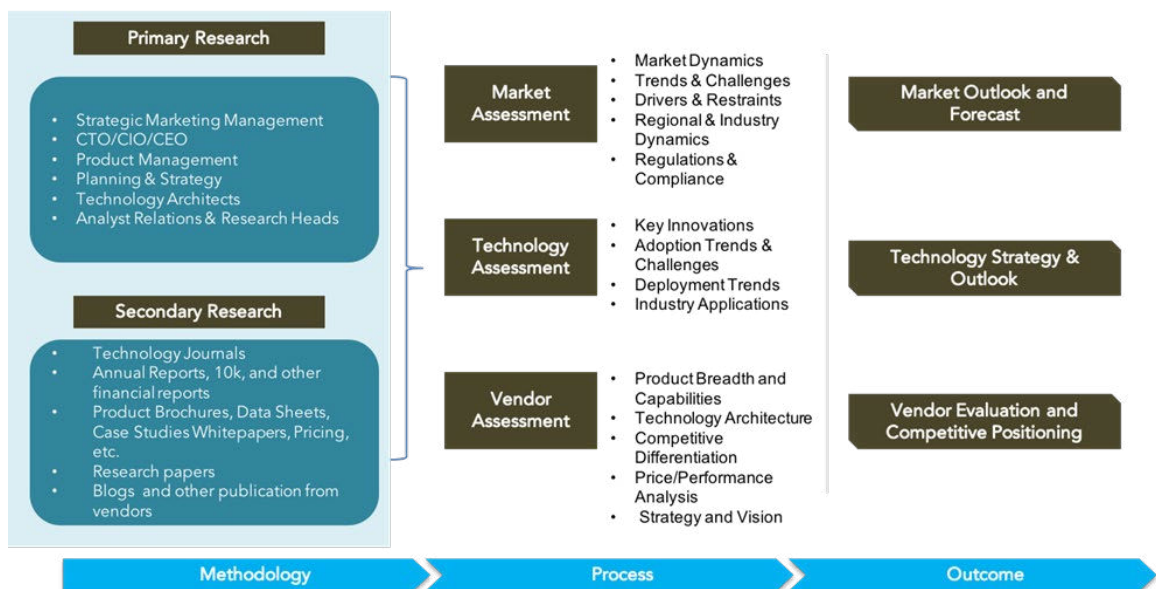 Primary Research
• Strategic Marketing Management
• CTO/CIO/CEO
• Product Management
• Planning & Strategy
• Technology Architects
• Analyst Relations & Research Heads
Secondary Research
• Technology Journals
• Annual Reports, 10k, and other
financial reports
• Product Brochures, Data Sheets,
Case Studies Whitepapers, Pricing,
etc.
• Research papers
• Blogs and other publication from
vendors
Market
Assessment
• Market Dynamics
• Trends & Challenges
• Drivers & Restraints
• Regional & Industry
Dynamics
• Regulations &
Compliance
Technology
Assessment
• Key Innovations
• Adoption Trends &
Challenges
• Deployment Trends
• Industry Applications
Vendor
Assessment
• Product Breadth and
Capabilities
• Technology Architecture
• Competitive
Differentiation
• Price/Performance
Analysis
• Strategy and Vision
Market Outlook and
Forecast
Technology Strategy &
Outlook
Vendor Evaluation and
Competitive Positioning
Methodology
Process
Outcome